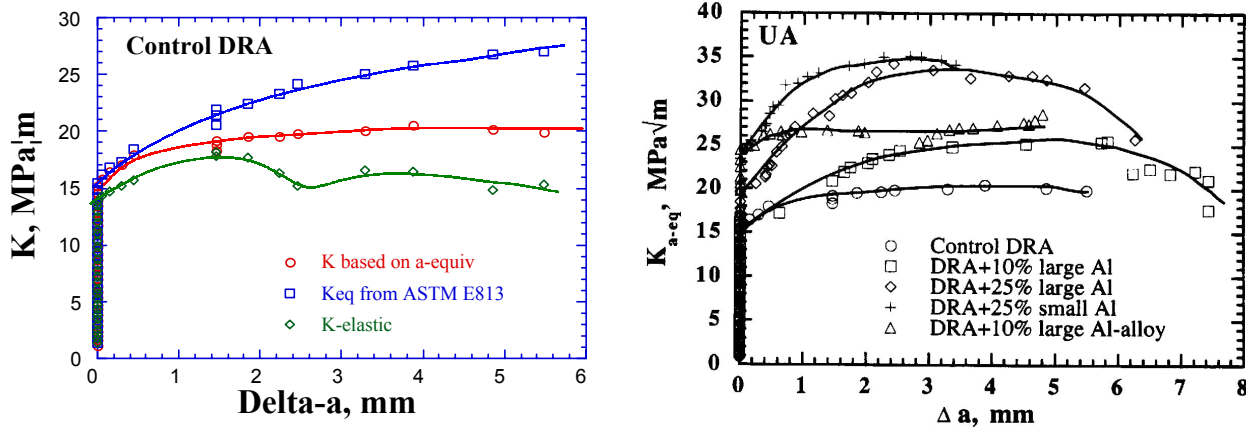 Control DRA
K, MPa¦m
30
25
20
15
10
5
0
K based on a-equiv
Keq from ASTM E813
K-elastic
0 1 2 3 4 5 6
Delta-a, mm
UA
K a-eq, MPa√m
40
35
30
25
20
15
10
5
0
Control DRA
DRA+10% large Al
DRA+25% large Al
DRA+25% small Al
DRA+10% large Al-alloy
0 1 2 3 4 5 6 7 8
Δ a, mm